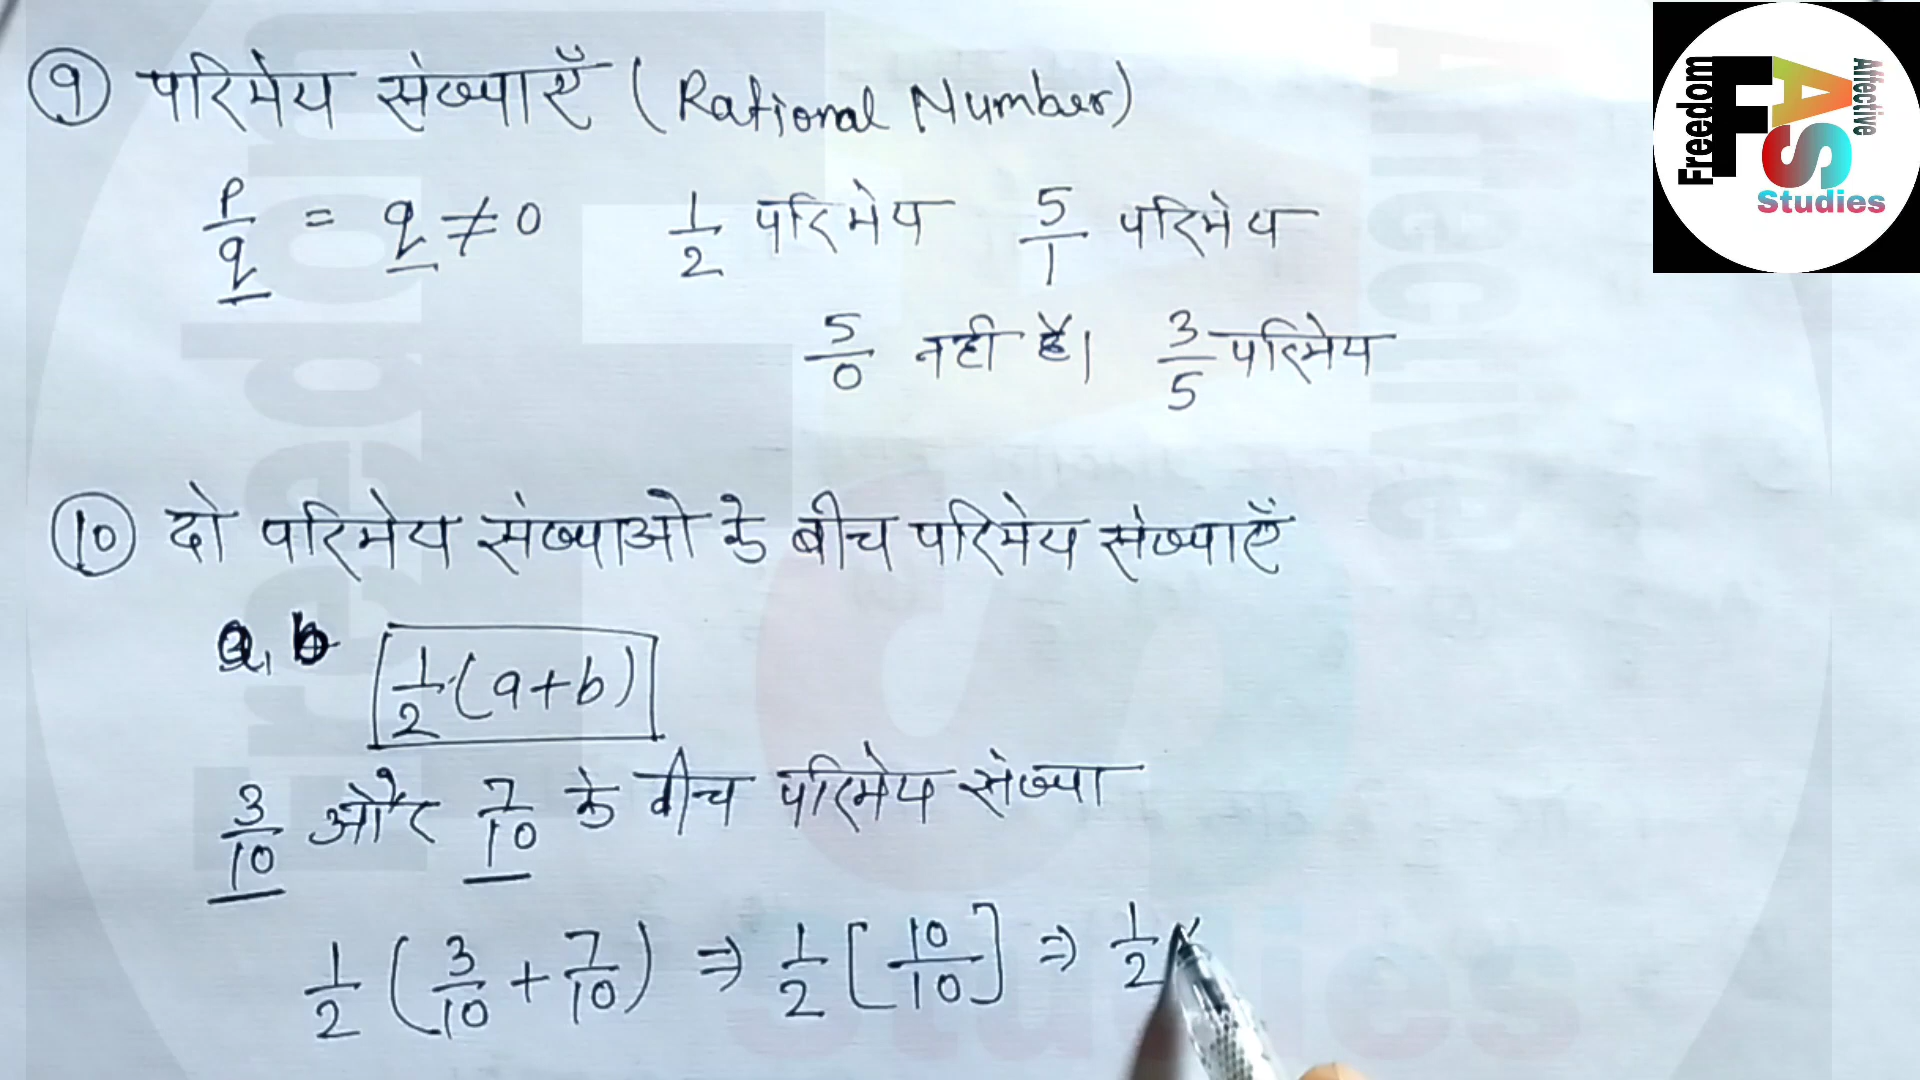 9 परिमेय संख्याएँ ( Rational Number)
p/q = q ≠ 0 1/2 परिमेय 5/1 परिमेय
5/0 नही है। 3/5 परिमेय
10 दो परिमेय संख्याओ के बीच परिमेय संख्याएँ
a, b 1/2 (a+b)
3/10 और 7/10 के बीच परिमेय संख्या
1/2 ( 3/10 + 7/10 ) ⇒ 1/2 [ 10/10 ] ⇒ 1/2
Freedom
Affective
FAS
Studies